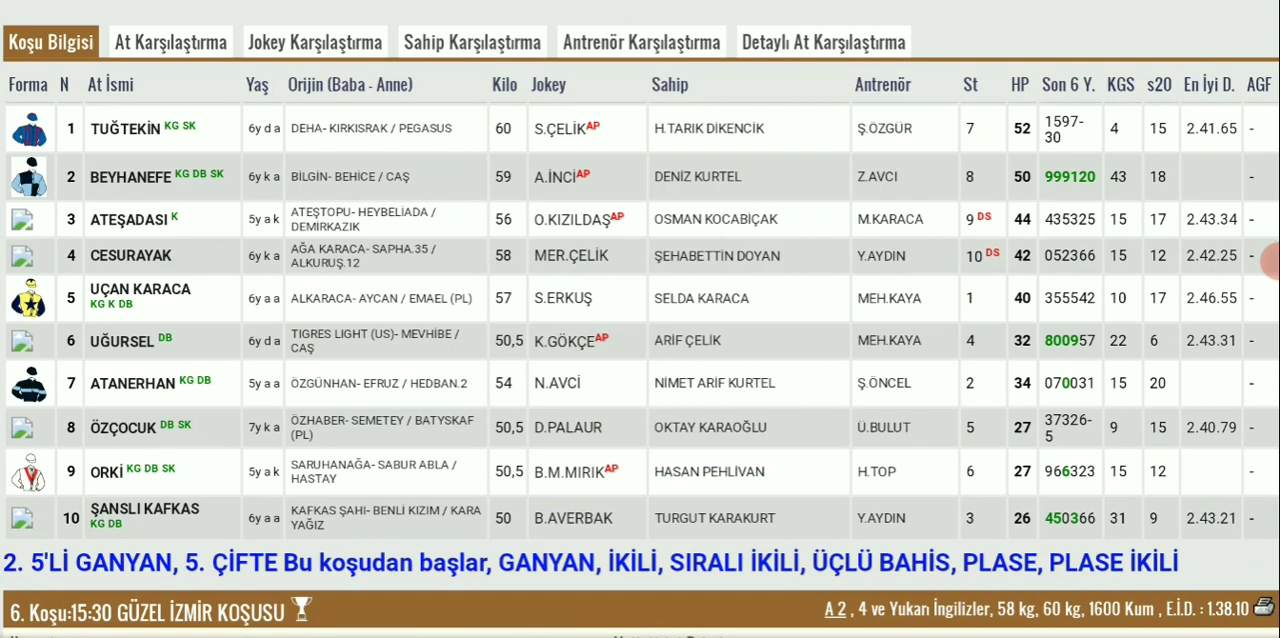 Koşu Bilgisi At Karşılaştırma Jokey Karşılaştırma Sahip Karşılaştırma Antrenör Karşılaştırma Detaylı At Karşılaştırma
Forma N At İsmi Yaş Orijin (Baba - Anne) Kilo Jokey Sahip Antrenör St HP Son 6 Y. KGS s20 En İyi D. AGF
1 TUĞTEKİN KG SK 6y d a DEHA- KIRKISRAK / PEGASUS 60 S.ÇELİK AP H.TARIK DİKENCİK Ş.ÖZGÜR 7 52 1597-30 4 15 2.41.65 -
2 BEYHANEFE KG DB SK 6y k a BİLGİN- BEHİCE / CAŞ 59 A.İNCİ AP DENİZ KURTEL Z.AVCI 8 50 999120 43 18 -
3 ATEŞADASI K 5y a k ATEŞTOPU- HEYBELİADA / DEMIRKAZIK 56 O.KIZILDAŞ AP OSMAN KOCABIÇAK M.KARACA 9 DS 44 435325 15 17 2.43.34 -
4 CESURAYAK 6y k a AĞA KARACA- SAPHA.35 / ALKURUŞ.12 58 MER.ÇELİK ŞEHABETTİN DOYAN Y.AYDIN 10 DS 42 052366 15 12 2.42.25 -
5 UÇAN KARACA KG K DB 6y a a ALKARACA- AYCAN / EMAEL (PL) 57 S.ERKUŞ SELDA KARACA MEH.KAYA 1 40 355542 10 17 2.46.55 -
6 UĞURSEL DB 6y d a TIGRES LIGHT (US)- MEVHİBE / CAŞ 50,5 K.GÖKÇE AP ARİF ÇELİK MEH.KAYA 4 32 800957 22 6 2.43.31 -
7 ATANERHAN KG DB 5y a a ÖZGÜNHAN- EFRUZ / HEDBAN.2 54 N.AVCİ NİMET ARİF KURTEL Ş.ÖNCEL 2 34 070031 15 20 -
8 ÖZÇOCUK DB SK 7y k a ÖZHABER- SEMETEY / BATYSKAF (PL) 50,5 D.PALAUR OKTAY KARAOĞLU Ü.BULUT 5 27 37326-5 9 15 2.40.79 -
9 ORKİ KG DB SK 5y a k SARUHANAĞA- SABUR ABLA / HASTAY 50,5 B.M.MIRIK AP HASAN PEHLİVAN H.TOP 6 27 966323 15 12 -
10 ŞANSLI KAFKAS KG DB 6y a a KAFKAS ŞAHI- BENLİ KIZIM / KARA YAĞIZ 50 B.AVERBAK TURGUT KARAKURT Y.AYDIN 3 26 450366 31 9 2.43.21 -
2. 5'Lİ GANYAN, 5. ÇİFTE Bu koşudan başlar, GANYAN, İKİLİ, SIRALI İKİLİ, ÜÇLÜ BAHİS, PLASE, PLASE İKİLİ
6. Koşu:15:30 GÜZEL İZMİR KOŞUSU A 2 , 4 ve Yukarı İngilizler, 58 kg, 60 kg, 1600 Kum , E.İ.D. : 1.38.10